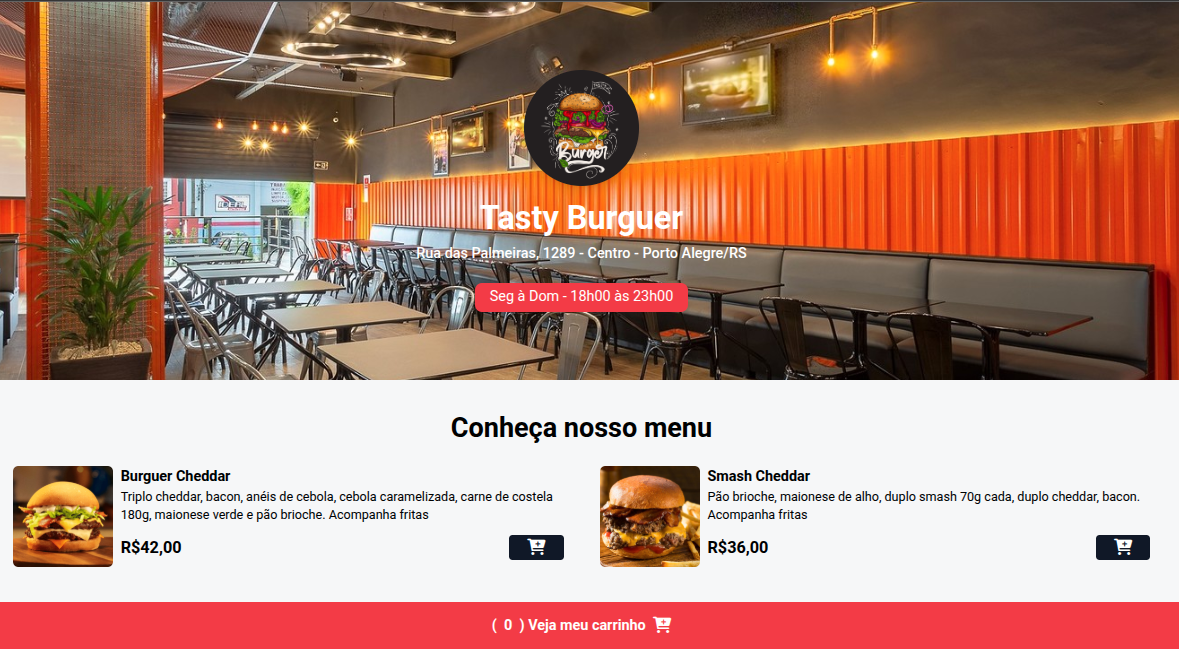 Burger
Tasty Burguer
Rua das Palmeiras, 1289 - Centro - Porto Alegre/RS
Seg à Dom - 18h00 às 23h00
Conheça nosso menu
Burguer Cheddar
Triplo cheddar, bacon, anéis de cebola, cebola caramelizada, carne de costela
180g, maionese verde e pão brioche. Acompanha fritas
R$42,00
Smash Cheddar
Pão brioche, maionese de alho, duplo smash 70g cada, duplo cheddar, bacon.
Acompanha fritas
R$36,00
( 0 ) Veja meu carrinho